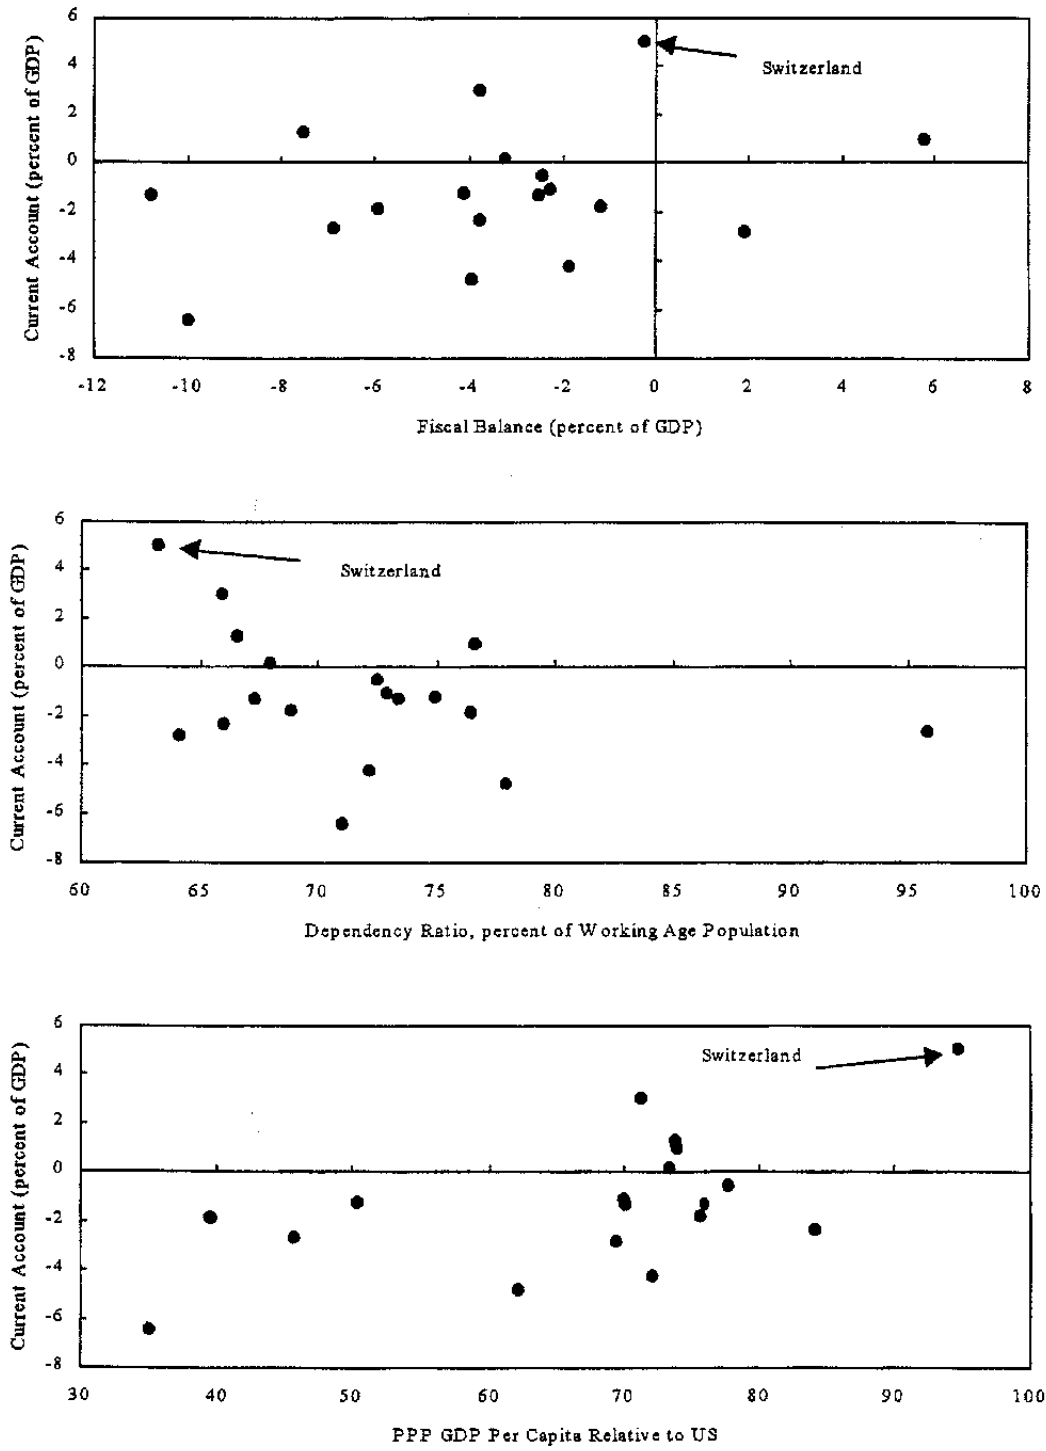 6
4
2
0
-2
-4
-6
-8
Current Account (percent of GDP)
Switzerland
-12 -10 -8 -6 -4 -2 0 2 4 6 8
Fiscal Balance (percent of GDP)
6
4
2
0
-2
-4
-6
-8
Current Account (percent of GDP)
Switzerland
60 65 70 75 80 85 90 95 100
Dependency Ratio, percent of Working Age Population
6
4
2
0
-2
-4
-6
-8
Current Account (percent of GDP)
Switzerland
30 40 50 60 70 80 90 100
PPP GDP Per Capita Relative to US